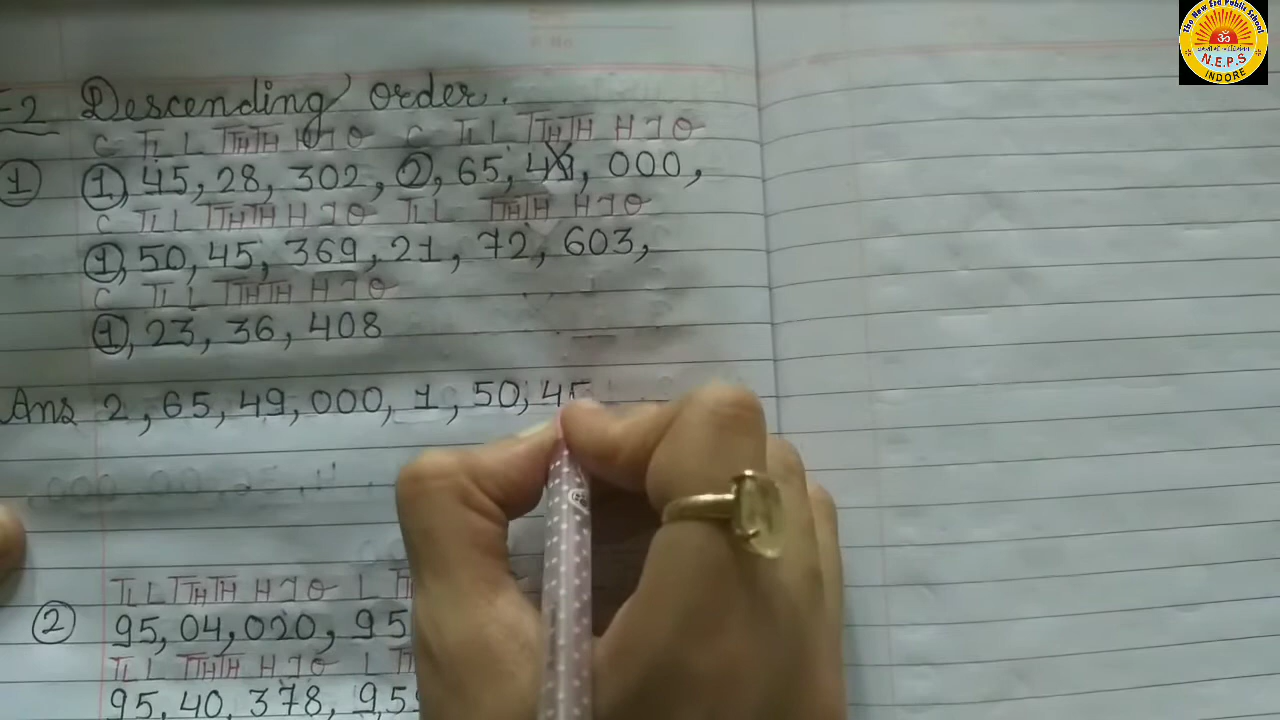 The New Era Public School
ॐ
N.E.P.S
INDORE
-2 Descending order.
C TL L TTH TH H T O C TL L TTH TH H T O
1 1, 45, 28, 302, 2, 65, 49, 000,
C TL L TTH TH H T O TL L TTH TH H T O
1, 50, 45, 369, 21, 72, 603,
C TL L TTH TH H T O
1, 23, 36, 408
Ans 2, 65, 49, 000, 1, 50, 45
TL L TTH TH H T O L
2 95, 04, 020, 95
TL L TTH TH H T O L
95, 40, 378, 9,5